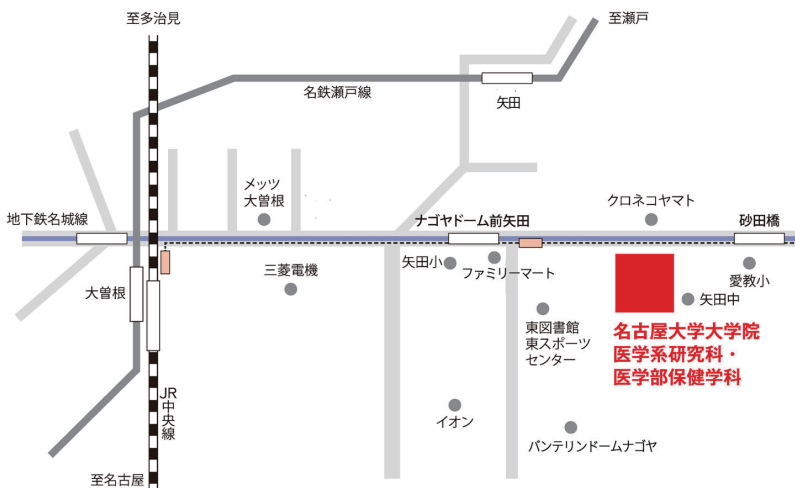 至多治見
至瀬戸
名鉄瀬戸線
矢田
メッツ
大曽根
クロネコヤマト
地下鉄名城線
ナゴヤドーム前矢田
砂田橋
矢田小
ファミリーマート
三菱電機
愛教小
大曽根
矢田中
東図書館
東スポーツ
センター
名古屋大学大学院
医学系研究科・
医学部保健学科
JR中央線
イオン
バンテリンドームナゴヤ
至名古屋